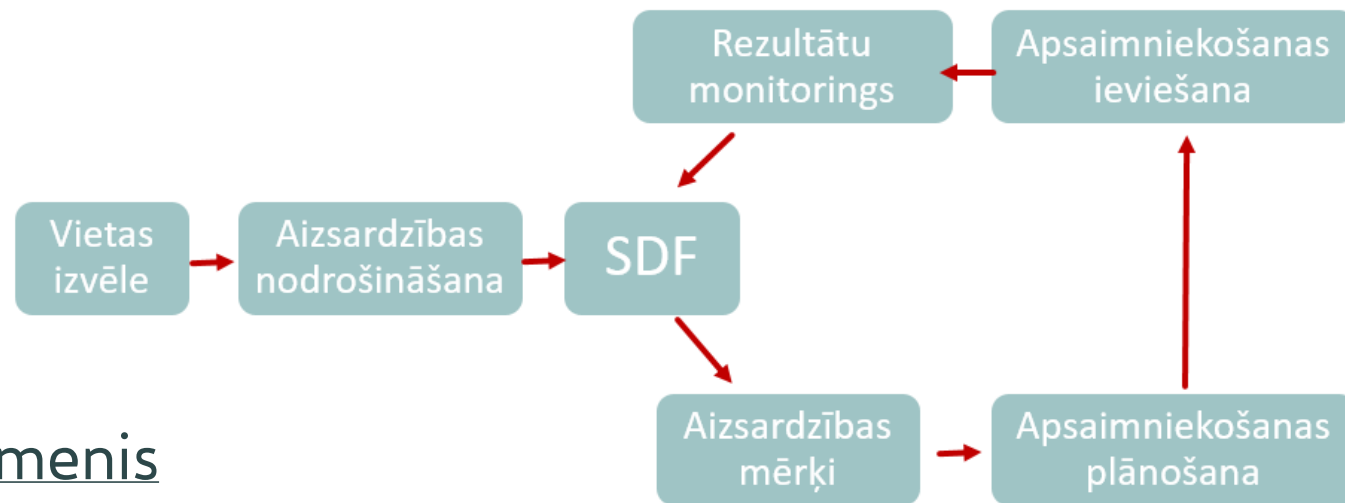 Rezultātu
monitorings
Apsaimniekošanas
ieviešana
Vietas
izvēle
Aizsardzības
nodrošināšana
SDF
Aizsardzības
mērķi
Apsaimniekošanas
plānošana
menis